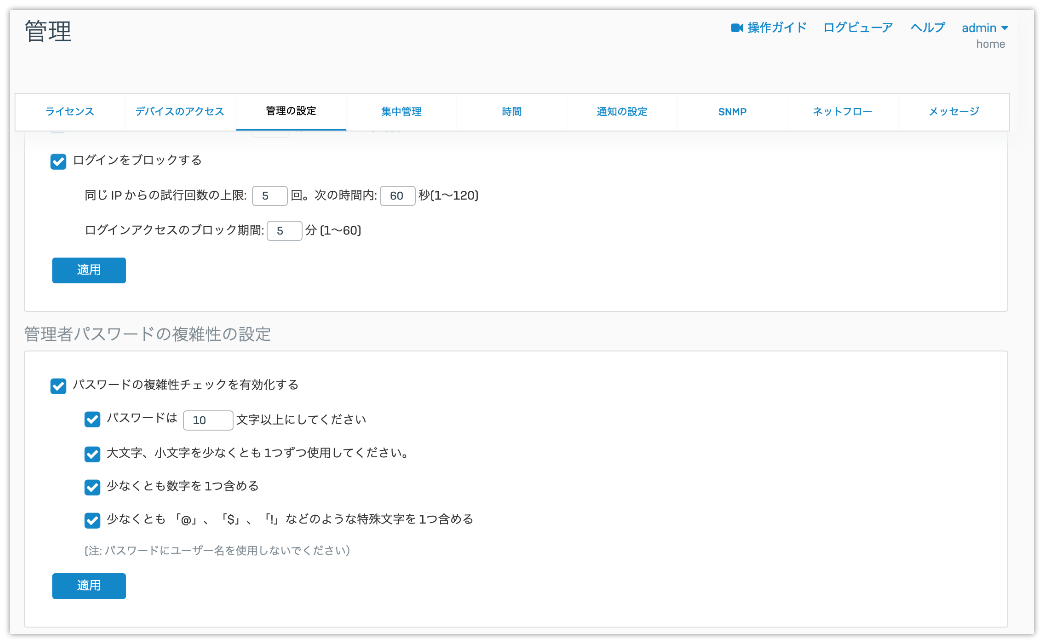 管理
操作ガイド ログビューア ヘルプ admin
home
ライセンス デバイスのアクセス 管理の設定 集中管理 時間 通知の設定 SNMP ネットフロー メッセージ
ログインをブロックする
同じ IP からの試行回数の上限: 5 回。次の時間内: 60 秒(1〜120)
ログインアクセスのブロック期間: 5 分 (1〜60)
適用
管理者パスワードの複雑性の設定
パスワードの複雑性チェックを有効化する
パスワードは 10 文字以上にしてください
大文字、小文字を少なくとも 1つずつ使用してください。
少なくとも数字を 1つ含める
少なくとも 「@」、「$」、「!」などのような特殊文字を 1つ含める
(注: パスワードにユーザー名を使用しないでください)
適用